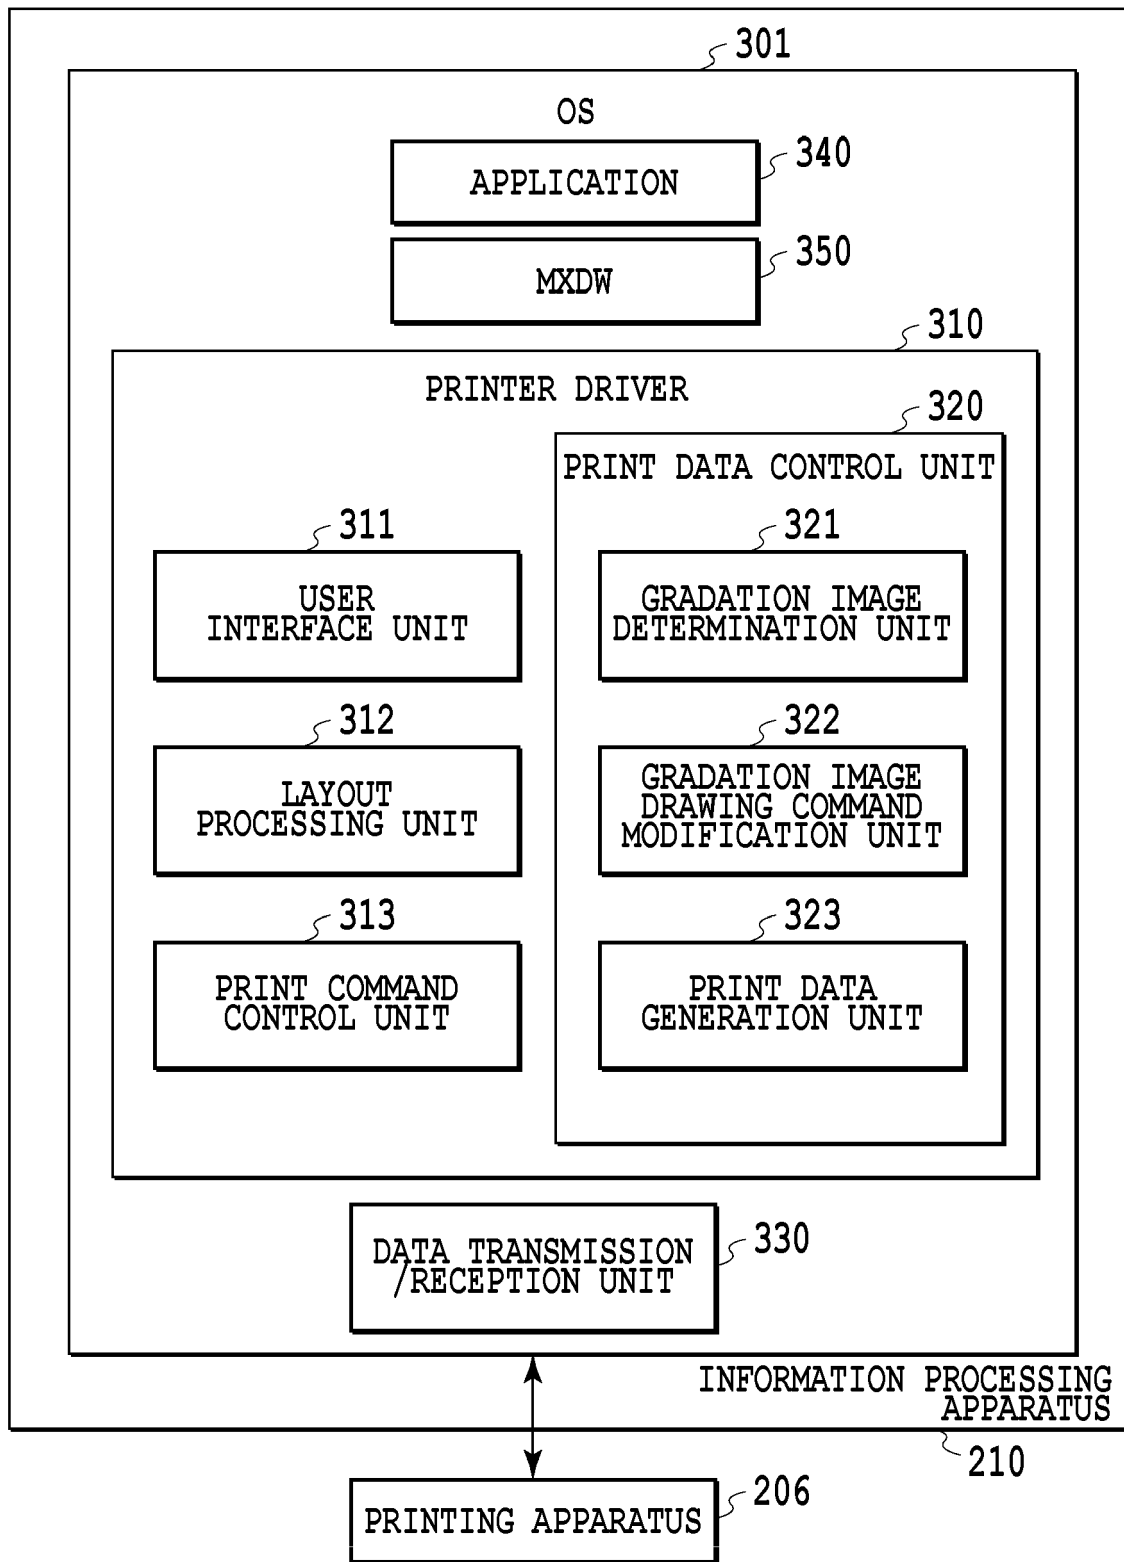 301
OS
340
APPLICATION
350
MXDW
310
PRINTER DRIVER
320
PRINT DATA CONTROL UNIT
311
USER
INTERFACE UNIT
321
GRADATION IMAGE
DETERMINATION UNIT
312
LAYOUT
PROCESSING UNIT
322
GRADATION IMAGE
DRAWING COMMAND
MODIFICATION UNIT
313
PRINT COMMAND
CONTROL UNIT
323
PRINT DATA
GENERATION UNIT
330
DATA TRANSMISSION
/RECEPTION UNIT
INFORMATION PROCESSING
APPARATUS
210
206
PRINTING APPARATUS